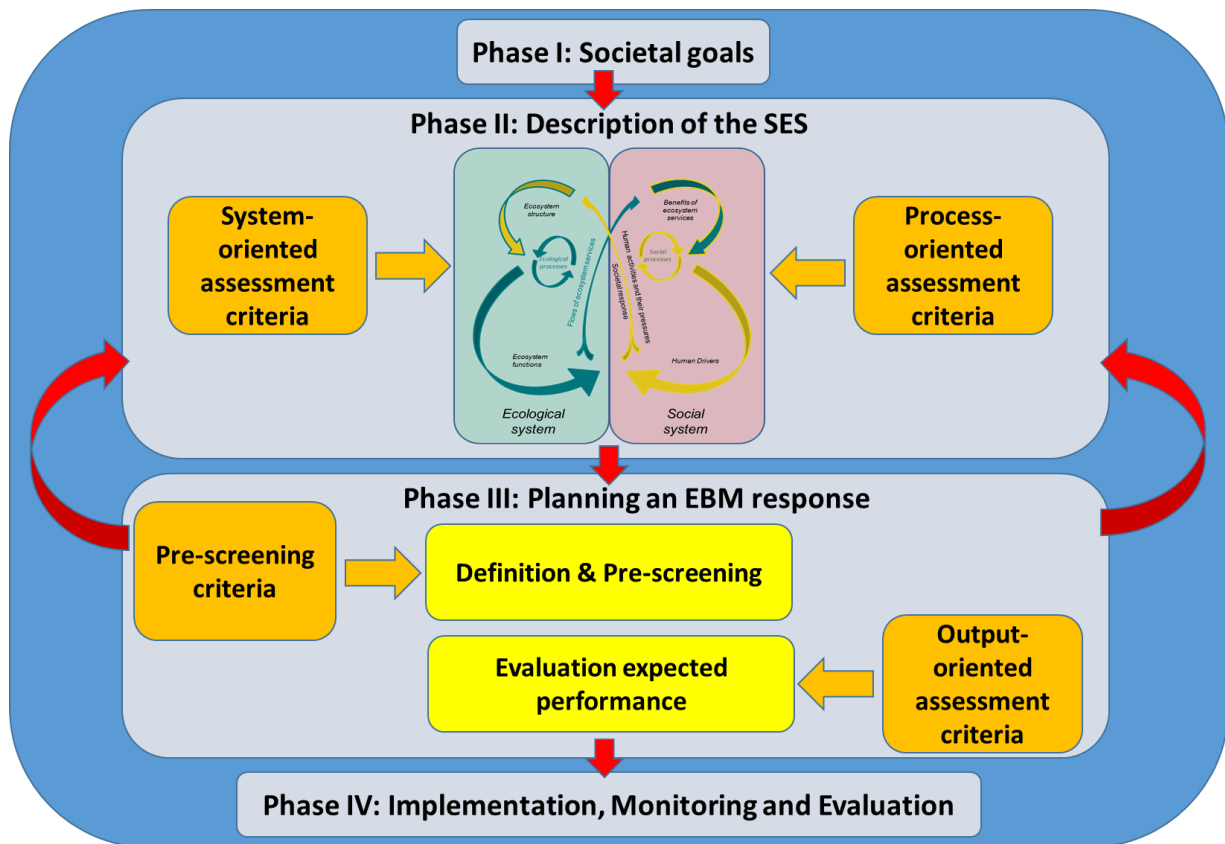 Phase I: Societal goals
Phase II: Description of the SES
System-
oriented
assessment
criteria
Ecosystem
structure
Ecological
processes
Flows of ecosystem services
Ecosystem
functions
Ecological
system
Benefits of
ecosystem
services
Social
processes
Human activities and their pressures
Societal response
Human Drivers
Social
system
Process-
oriented
assessment
criteria
Phase III: Planning an EBM response
Pre-screening
criteria
Definition & Pre-screening
Evaluation expected
performance
Output-
oriented
assessment
criteria
Phase IV: Implementation, Monitoring and Evaluation